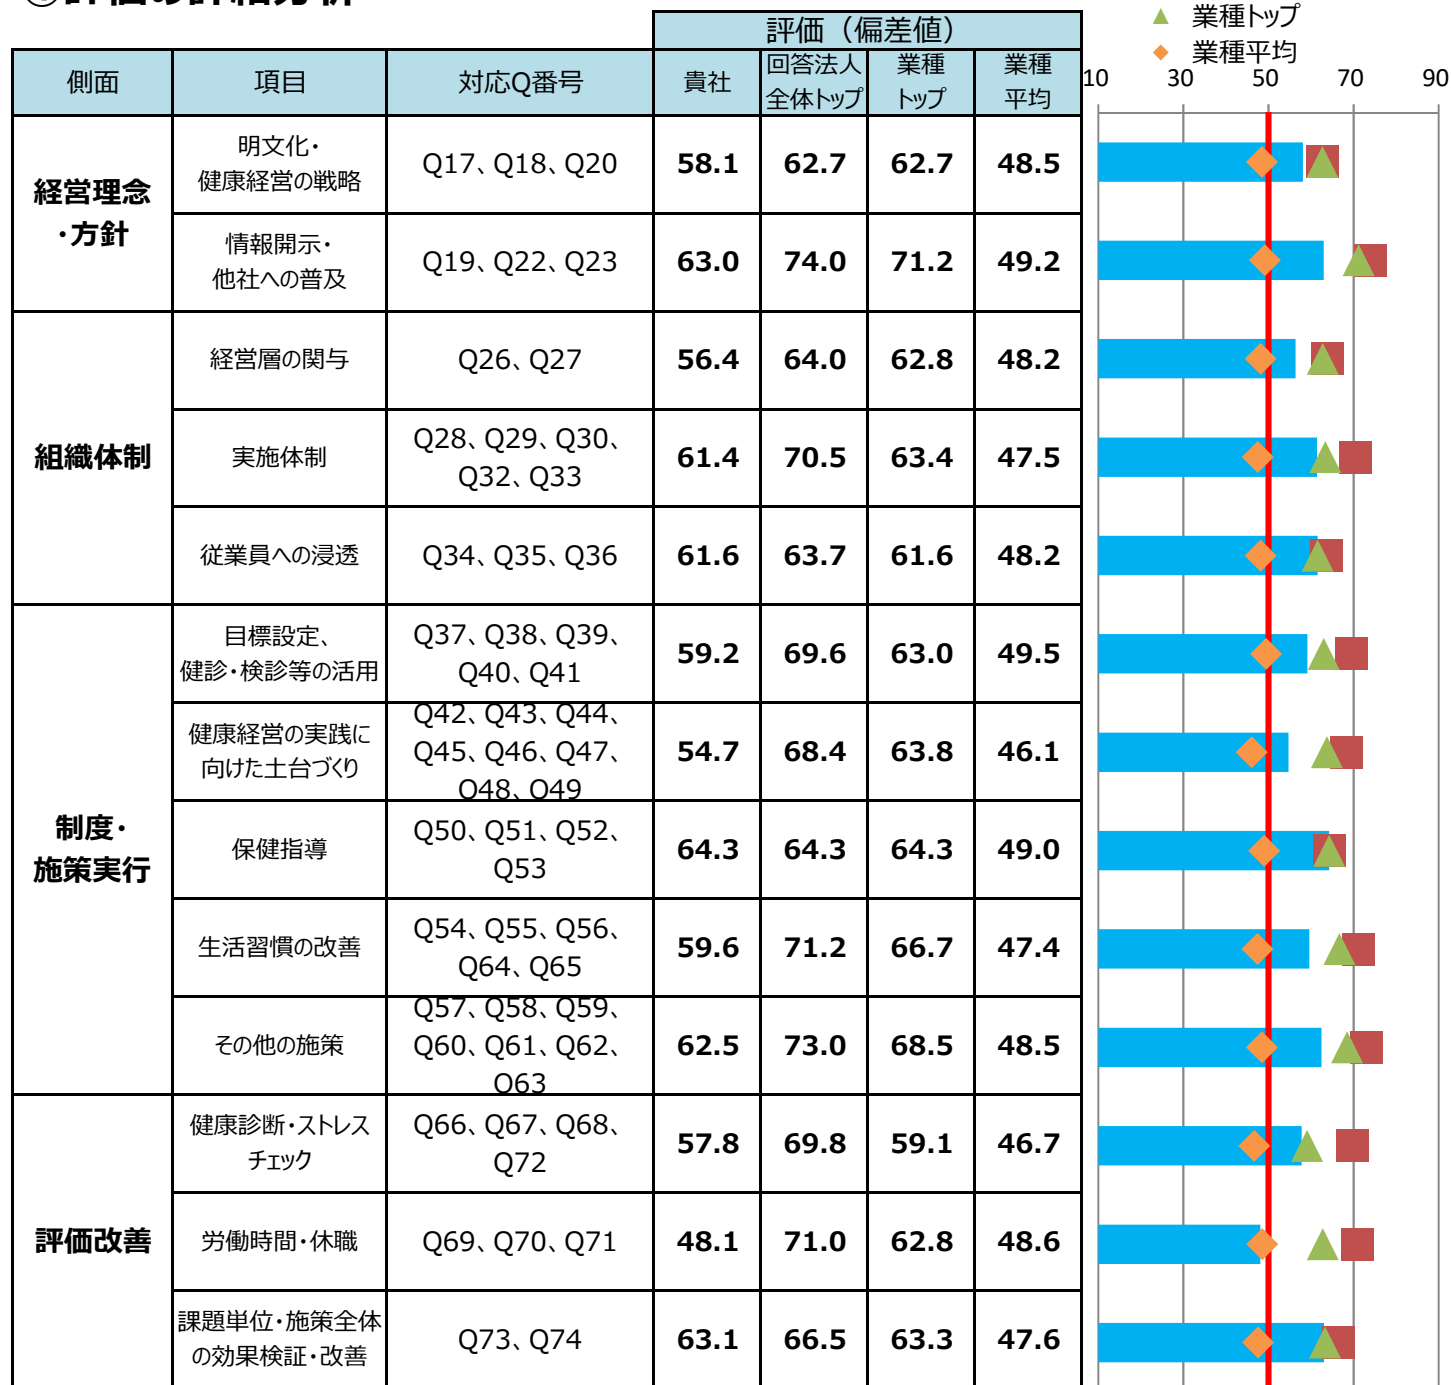 ①評価の詳細分析
▲ 業種トップ
◆ 業種平均
評価（偏差値）
側面 項目 対応Q番号 貴社 回答法人全体トップ 業種トップ 業種平均
10 30 50 70 90
経営理念
・方針
明文化・
健康経営の戦略
Q17、Q18、Q20 58.1 62.7 62.7 48.5
情報開示・
他社への普及
Q19、Q22、Q23 63.0 74.0 71.2 49.2
組織体制
経営層の関与 Q26、Q27 56.4 64.0 62.8 48.2
実施体制
Q28、Q29、Q30、
Q32、Q33
61.4 70.5 63.4 47.5
従業員への浸透 Q34、Q35、Q36 61.6 63.7 61.6 48.2
制度・
施策実行
目標設定、
健診・検診等の活用
Q37、Q38、Q39、
Q40、Q41
59.2 69.6 63.0 49.5
健康経営の実践に
向けた土台づくり
Q42、Q43、Q44、
Q45、Q46、Q47、
Q48、Q49
54.7 68.4 63.8 46.1
保健指導
Q50、Q51、Q52、
Q53
64.3 64.3 64.3 49.0
生活習慣の改善
Q54、Q55、Q56、
Q64、Q65
59.6 71.2 66.7 47.4
その他の施策
Q57、Q58、Q59、
Q60、Q61、Q62、
Q63
62.5 73.0 68.5 48.5
評価改善
健康診断・ストレス
チェック
Q66、Q67、Q68、
Q72
57.8 69.8 59.1 46.7
労働時間・休職 Q69、Q70、Q71 48.1 71.0 62.8 48.6
課題単位・施策全体
の効果検証・改善
Q73、Q74 63.1 66.5 63.3 47.6